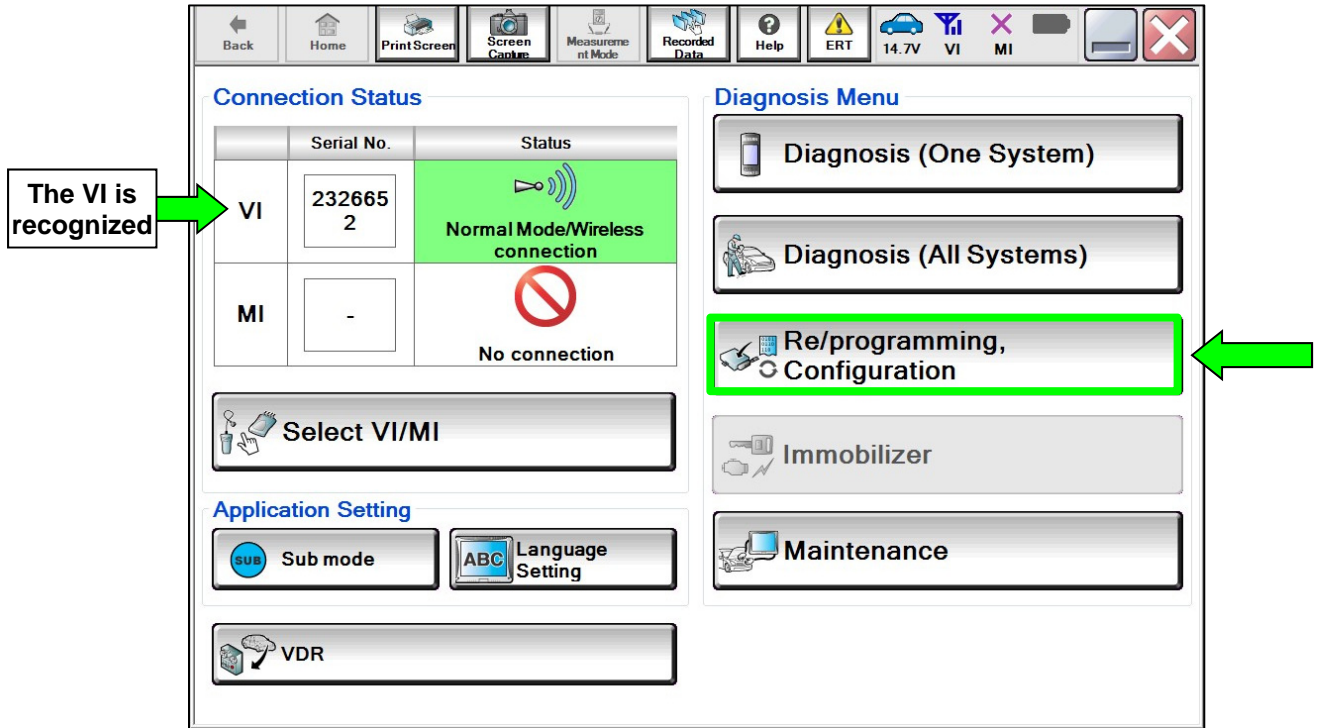 Back
Home
Print Screen
Screen
Capture
Measureme
nt Mode
Recorded
Data
Help
ERT
14.7V
VI
MI
Connection Status
Serial No.
Status
The VI is
recognized
VI
232665
2
Normal Mode/Wireless
connection
MI
-
No connection
Select VI/MI
Application Setting
SUB
Sub mode
ABC
Language
Setting
VDR
Diagnosis Menu
Diagnosis (One System)
Diagnosis (All Systems)
Re/programming,
Configuration
Immobilizer
Maintenance